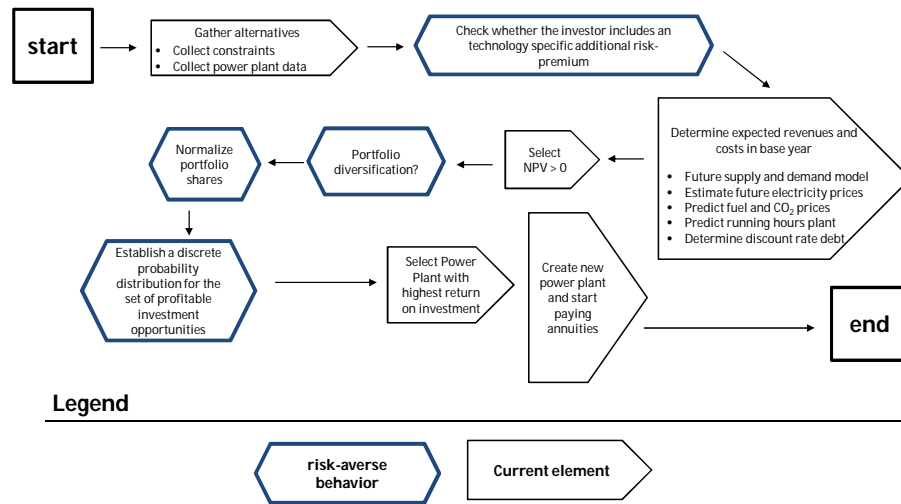 start
Gather alternatives
• Collect constraints
• Collect power plant data
Check whether the investor includes an
technology specific additional risk-
premium
Determine expected revenues and
costs in base year
• Future supply and demand model
• Estimate future electricity prices
• Predict fuel and CO₂ prices
• Predict running hours plant
• Determine discount rate debt
Select
NPV > 0
Portfolio
diversification?
Normalize
portfolio
shares
Establish a discrete
probability
distribution for the
set of profitable
investment
opportunities
Select Power
Plant with
highest return
on investment
Create new
power plant
and start
paying
annuities
end
Legend
risk-averse
behavior
Current element